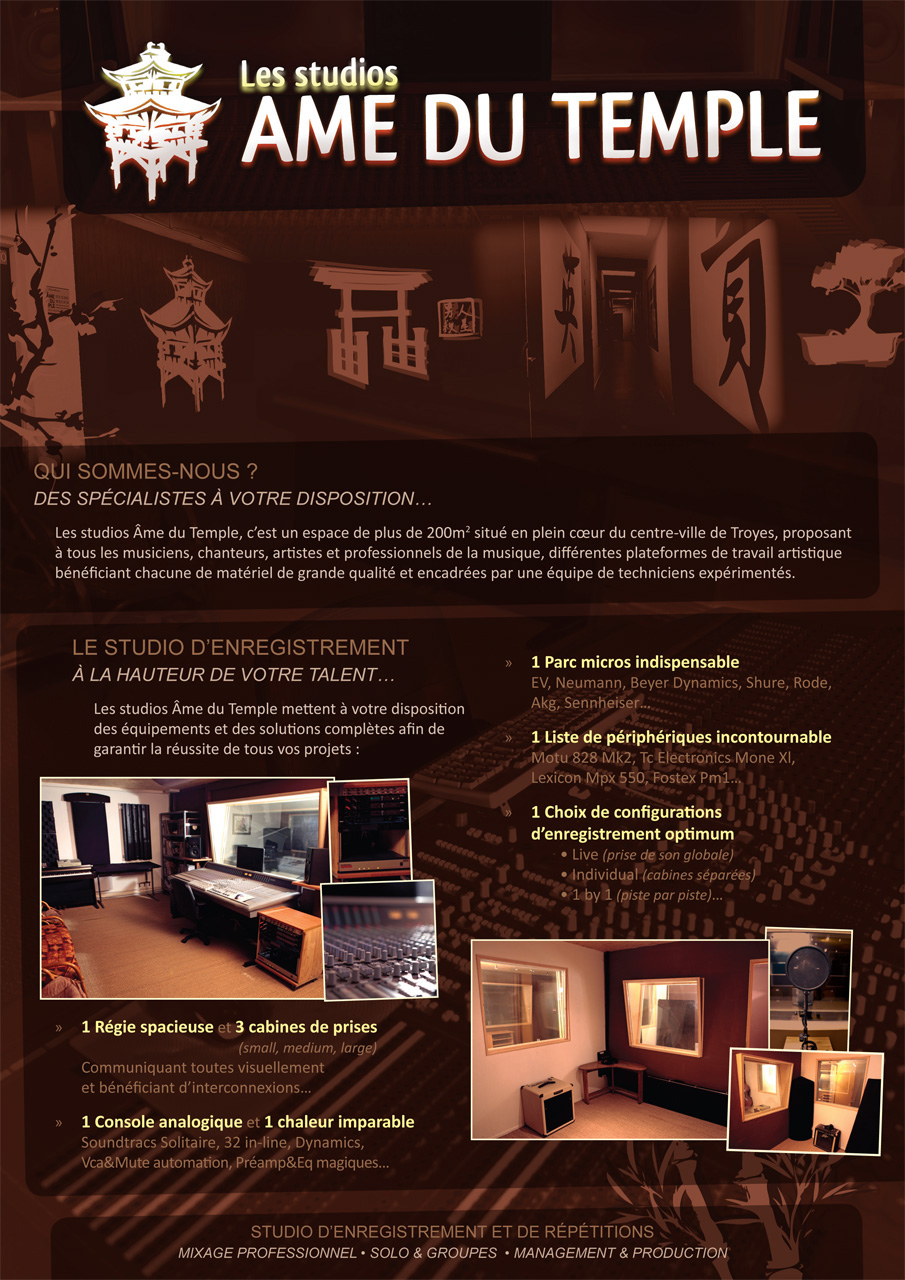 Les studios
AME DU TEMPLE
QUI SOMMES-NOUS ?
DES SPÉCIALISTES À VOTRE DISPOSITION…
Les studios Âme du Temple, c’est un espace de plus de 200m² situé en plein cœur du centre-ville de Troyes, proposant
à tous les musiciens, chanteurs, artistes et professionnels de la musique, différentes plateformes de travail artistique
bénéficiant chacune de matériel de grande qualité et encadrées par une équipe de techniciens expérimentés.
LE STUDIO D’ENREGISTREMENT
À LA HAUTEUR DE VOTRE TALENT…
Les studios Âme du Temple mettent à votre disposition
des équipements et des solutions complètes afin de
garantir la réussite de tous vos projets :
» 1 Régie spacieuse et 3 cabines de prises
(small, medium, large)
Communiquant toutes visuellement
et bénéficiant d’interconnexions…
» 1 Console analogique et 1 chaleur imparable
Soundtracs Solitaire, 32 in-line, Dynamics,
Vca&Mute automation, Préamp&Eq magiques…
» 1 Parc micros indispensable
EV, Neumann, Beyer Dynamics, Shure, Rode,
Akg, Sennheiser…
» 1 Liste de périphériques incontournable
Motu 828 Mk2, Tc Electronics Mone Xl,
Lexicon Mpx 550, Fostex Pm1…
» 1 Choix de configurations
d’enregistrement optimum
• Live (prise de son globale)
• Individual (cabines séparées)
• 1 by 1 (piste par piste)…
STUDIO D’ENREGISTREMENT ET DE RÉPÉTITIONS
MIXAGE PROFESSIONNEL • SOLO & GROUPES • MANAGEMENT & PRODUCTION